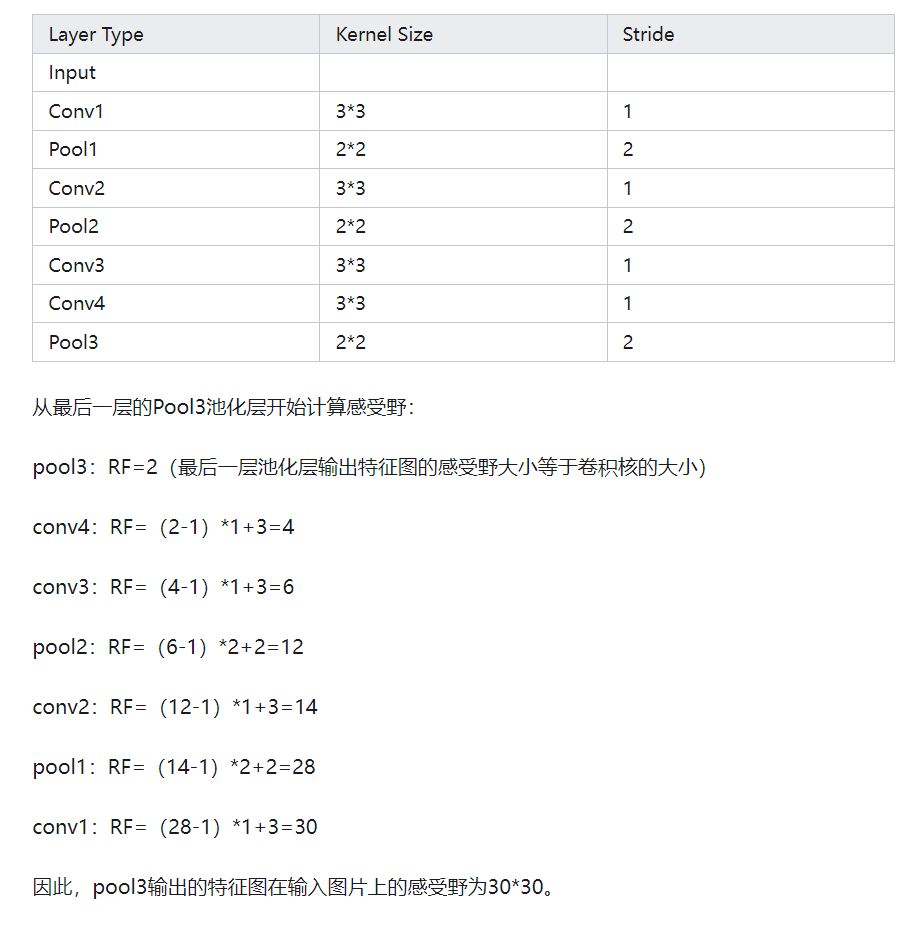 Layer Type Kernel Size Stride
Input
Conv1 3*3 1
Pool1 2*2 2
Conv2 3*3 1
Pool2 2*2 2
Conv3 3*3 1
Conv4 3*3 1
Pool3 2*2 2
从最后一层的Pool3池化层开始计算感受野：
pool3：RF=2（最后一层池化层输出特征图的感受野大小等于卷积核的大小）
conv4：RF=（2-1）*1+3=4
conv3：RF=（4-1）*1+3=6
pool2：RF=（6-1）*2+2=12
conv2：RF=（12-1）*1+3=14
pool1：RF=（14-1）*2+2=28
conv1：RF=（28-1）*1+3=30
因此，pool3输出的特征图在输入图片上的感受野为30*30。